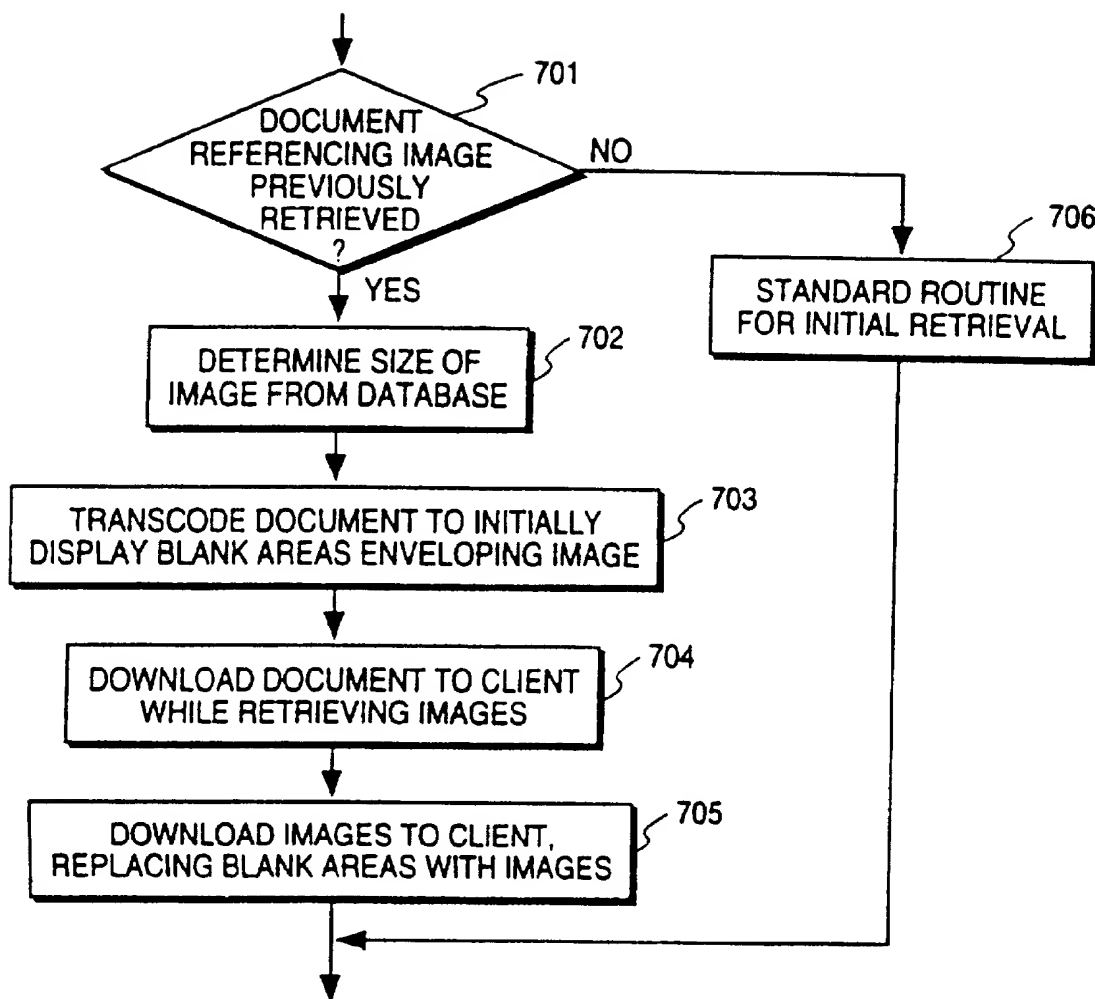 701
DOCUMENT
REFERENCING IMAGE
PREVIOUSLY
RETRIEVED
?
NO
YES
706
STANDARD ROUTINE
FOR INITIAL RETRIEVAL
702
DETERMINE SIZE OF
IMAGE FROM DATABASE
703
TRANSCODE DOCUMENT TO INITIALLY
DISPLAY BLANK AREAS ENVELOPING IMAGE
704
DOWNLOAD DOCUMENT TO CLIENT
WHILE RETRIEVING IMAGES
705
DOWNLOAD IMAGES TO CLIENT,
REPLACING BLANK AREAS WITH IMAGES